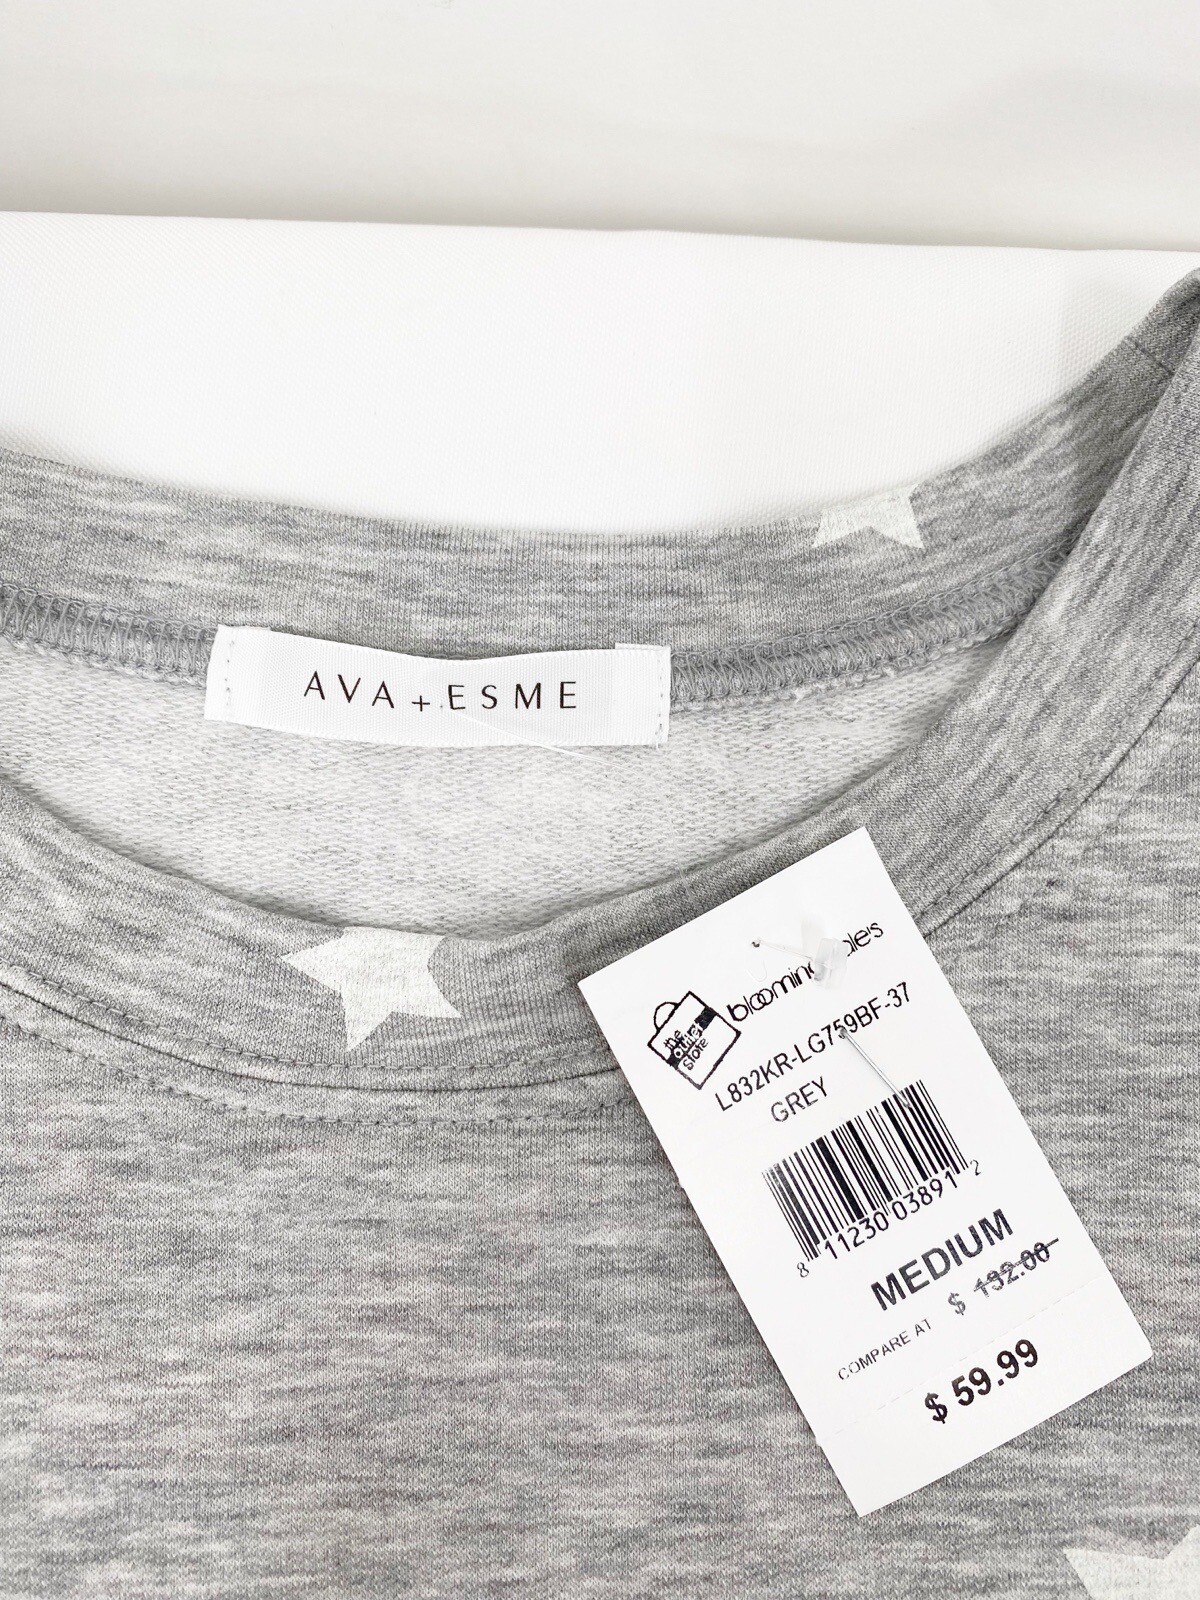 AVA + ESME
bloomingdale's
the
outlet
store
L832KR-LG759BF-37
GREY
8 11230 03891 2
MEDIUM
COMPARE AT $ 192.00
$ 59.99